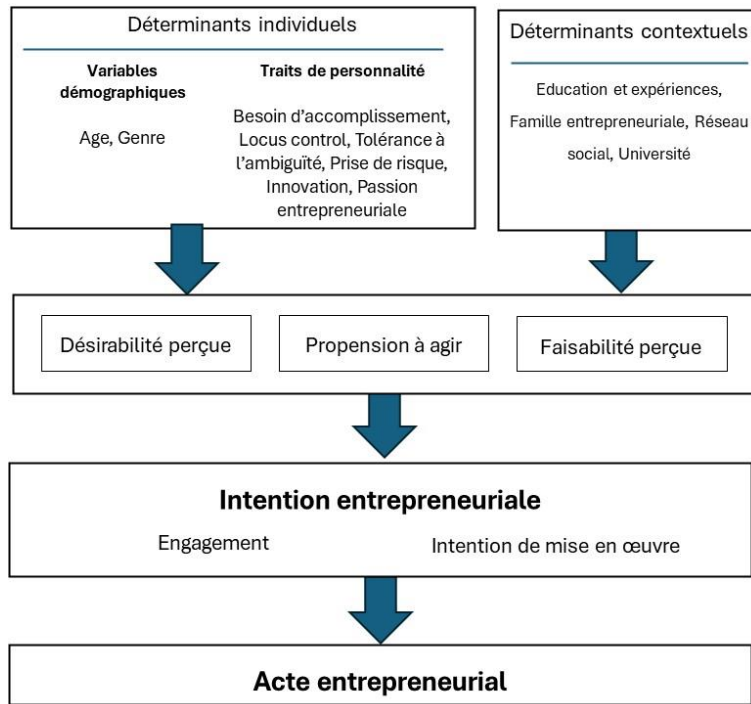 Déterminants individuels
Variables
démographiques
Age, Genre
Traits de personnalité
Besoin d'accomplissement,
Locus control, Tolérance à
l'ambiguïté, Prise de risque,
Innovation, Passion
entrepreneuriale
Déterminants contextuels
Education et expériences,
Famille entrepreneuriale, Réseau
social, Université
Désirabilité perçue
Propension à agir
Faisabilité perçue
Intention entrepreneuriale
Engagement
Intention de mise en œuvre
Acte entrepreneurial